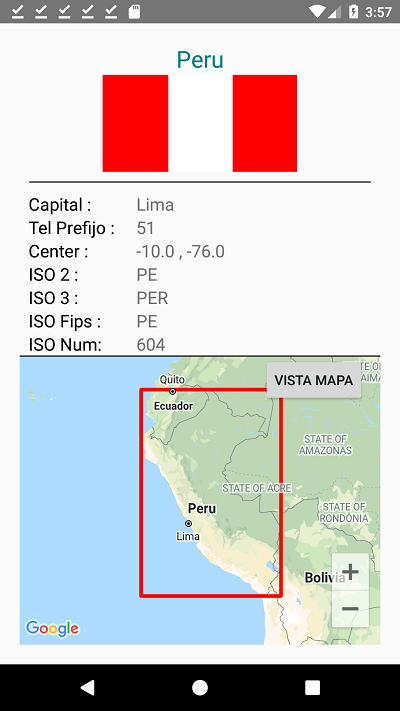 3:57
Peru
Capital : Lima
Tel Prefijo : 51
Center : -10.0 , -76.0
ISO 2 : PE
ISO 3 : PER
ISO Fips : PE
ISO Num: 604
VISTA MAPA
Quito
Ecuador
STATE OF
AMAZONAS
STATE OF ACRE
STATE OF
RONDÔNIA
Peru
Lima
Bolivia
+
−
Google